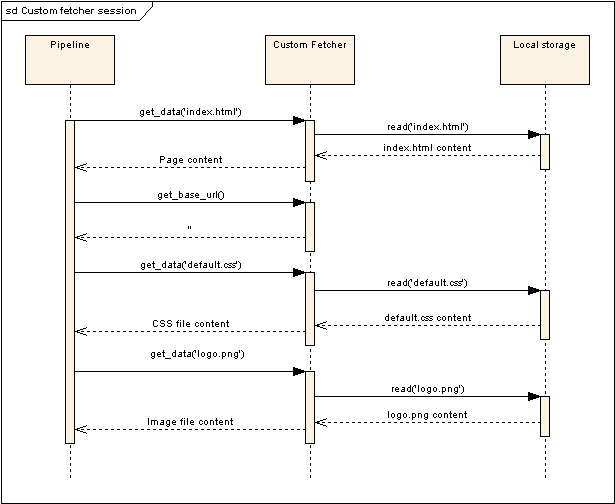 sd Custom fetcher session
Pipeline
Custom Fetcher
Local storage
get_data('index.html')
read('index.html')
index.html content
Page content
get_base_url()
''
get_data('default.css')
read('default.css')
default.css content
CSS file content
get_data('logo.png')
read('logo.png')
logo.png content
Image file content